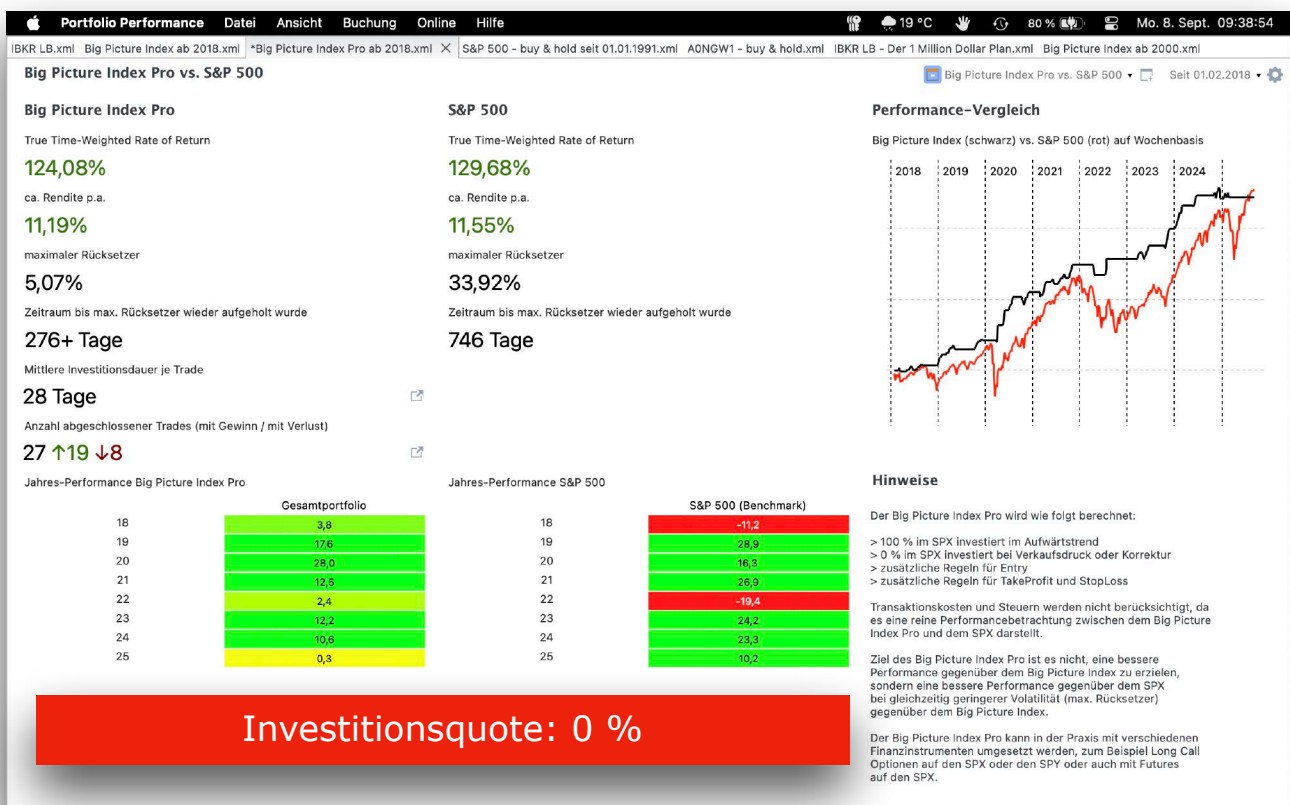 Portfolio Performance Datei Ansicht Buchung Online Hilfe 19 °C 80 % Mo. 8. Sept. 09:38:54
IBKR LB.xml Big Picture Index ab 2018.xml *Big Picture Index Pro ab 2018.xml S&P 500 - buy & hold seit 01.01.1991.xml A0NGW1 - buy & hold.xml IBKR LB - Der 1 Million Dollar Plan.xml Big Picture Index ab 2000.xml
Big Picture Index Pro vs. S&P 500
Big Picture Index Pro vs. S&P 500 Seit 01.02.2018
Big Picture Index Pro
True Time-Weighted Rate of Return
124,08%
ca. Rendite p.a.
11,19%
maximaler Rücksetzer
5,07%
Zeitraum bis max. Rücksetzer wieder aufgeholt wurde
276+ Tage
Mittlere Investitionsdauer je Trade
28 Tage
Anzahl abgeschlossener Trades (mit Gewinn / mit Verlust)
27 ↑19 ↓8
Jahres-Performance Big Picture Index Pro
Gesamtportfolio
18 3,8
19 17,6
20 28,0
21 12,5
22 2,4
23 12,2
24 10,6
25 0,3
S&P 500
True Time-Weighted Rate of Return
129,68%
ca. Rendite p.a.
11,55%
maximaler Rücksetzer
33,92%
Zeitraum bis max. Rücksetzer wieder aufgeholt wurde
746 Tage
Jahres-Performance S&P 500
S&P 500 (Benchmark)
18 -11,2
19 28,9
20 16,3
21 26,9
22 -19,4
23 24,2
24 23,3
25 10,2
Performance-Vergleich
Big Picture Index (schwarz) vs. S&P 500 (rot) auf Wochenbasis
2018 2019 2020 2021 2022 2023 2024
Hinweise
Der Big Picture Index Pro wird wie folgt berechnet:
> 100 % im SPX investiert im Aufwärtstrend
> 0 % im SPX investiert bei Verkaufsdruck oder Korrektur
> zusätzliche Regeln für Entry
> zusätzliche Regeln für TakeProfit und StopLoss
Transaktionskosten und Steuern werden nicht berücksichtigt, da
es eine reine Performancebetrachtung zwischen dem Big Picture
Index Pro und dem SPX darstellt.
Ziel des Big Picture Index Pro ist es nicht, eine bessere
Performance gegenüber dem Big Picture Index zu erzielen,
sondern eine bessere Performance gegenüber dem SPX
bei gleichzeitig geringerer Volatilität (max. Rücksetzer)
gegenüber dem Big Picture Index.
Der Big Picture Index Pro kann in der Praxis mit verschiedenen
Finanzinstrumenten umgesetzt werden, zum Beispiel Long Call
Optionen auf den SPX oder den SPY oder auch mit Futures
auf den SPX.
Investitionsquote: 0 %